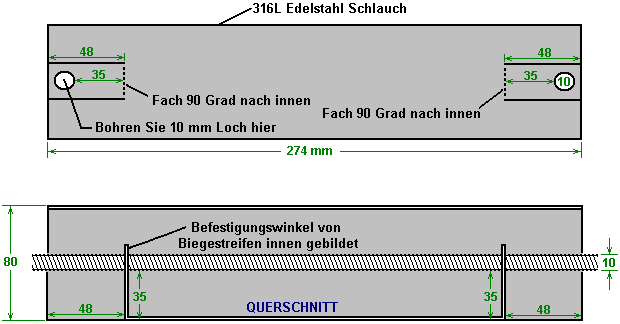 316L Edelstahl Schlauch
48
48
35
35
10
Fach 90 Grad nach innen
Fach 90 Grad nach innen
Bohren Sie 10 mm Loch hier
274 mm
Befestigungswinkel von
Biegestreifen innen gebildet
80
10
35
35
48
QUERSCHNITT
48